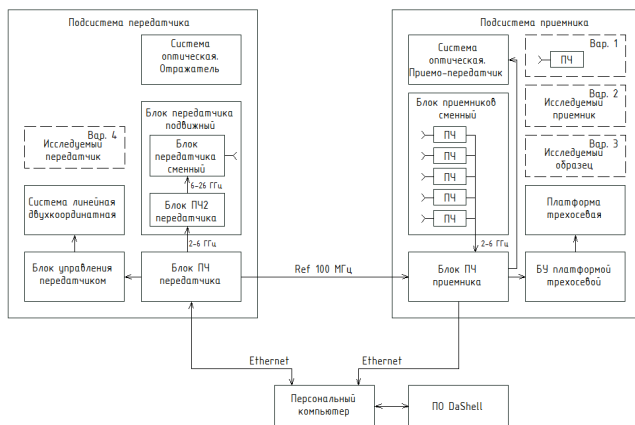 Подсистема передатчика
Система
оптическая.
Отражатель
Вар. 4
Исследуемый
передатчик
Блок передатчика
подвижный
Блок
передатчика
сменный
6-26 ГГц
Блок ПЧ2
передатчика
2-6 ГГц
Система линейная
двухкоординатная
Блок управления
передатчиком
Блок ПЧ
передатчика
Ref 100 МГц
Подсистема приемника
Система
оптическая.
Приемо-передатчик
Вар. 1
ПЧ
Вар. 2
Исследуемый
приемник
Вар. 3
Исследуемый
образец
Блок приемников
сменный
ПЧ
ПЧ
ПЧ
ПЧ
ПЧ
2-6 ГГц
Платформа
трехосевая
Блок ПЧ
приемника
БУ платформой
трехосевой
Ethernet
Ethernet
Персональный
компьютер
ПО DaShell